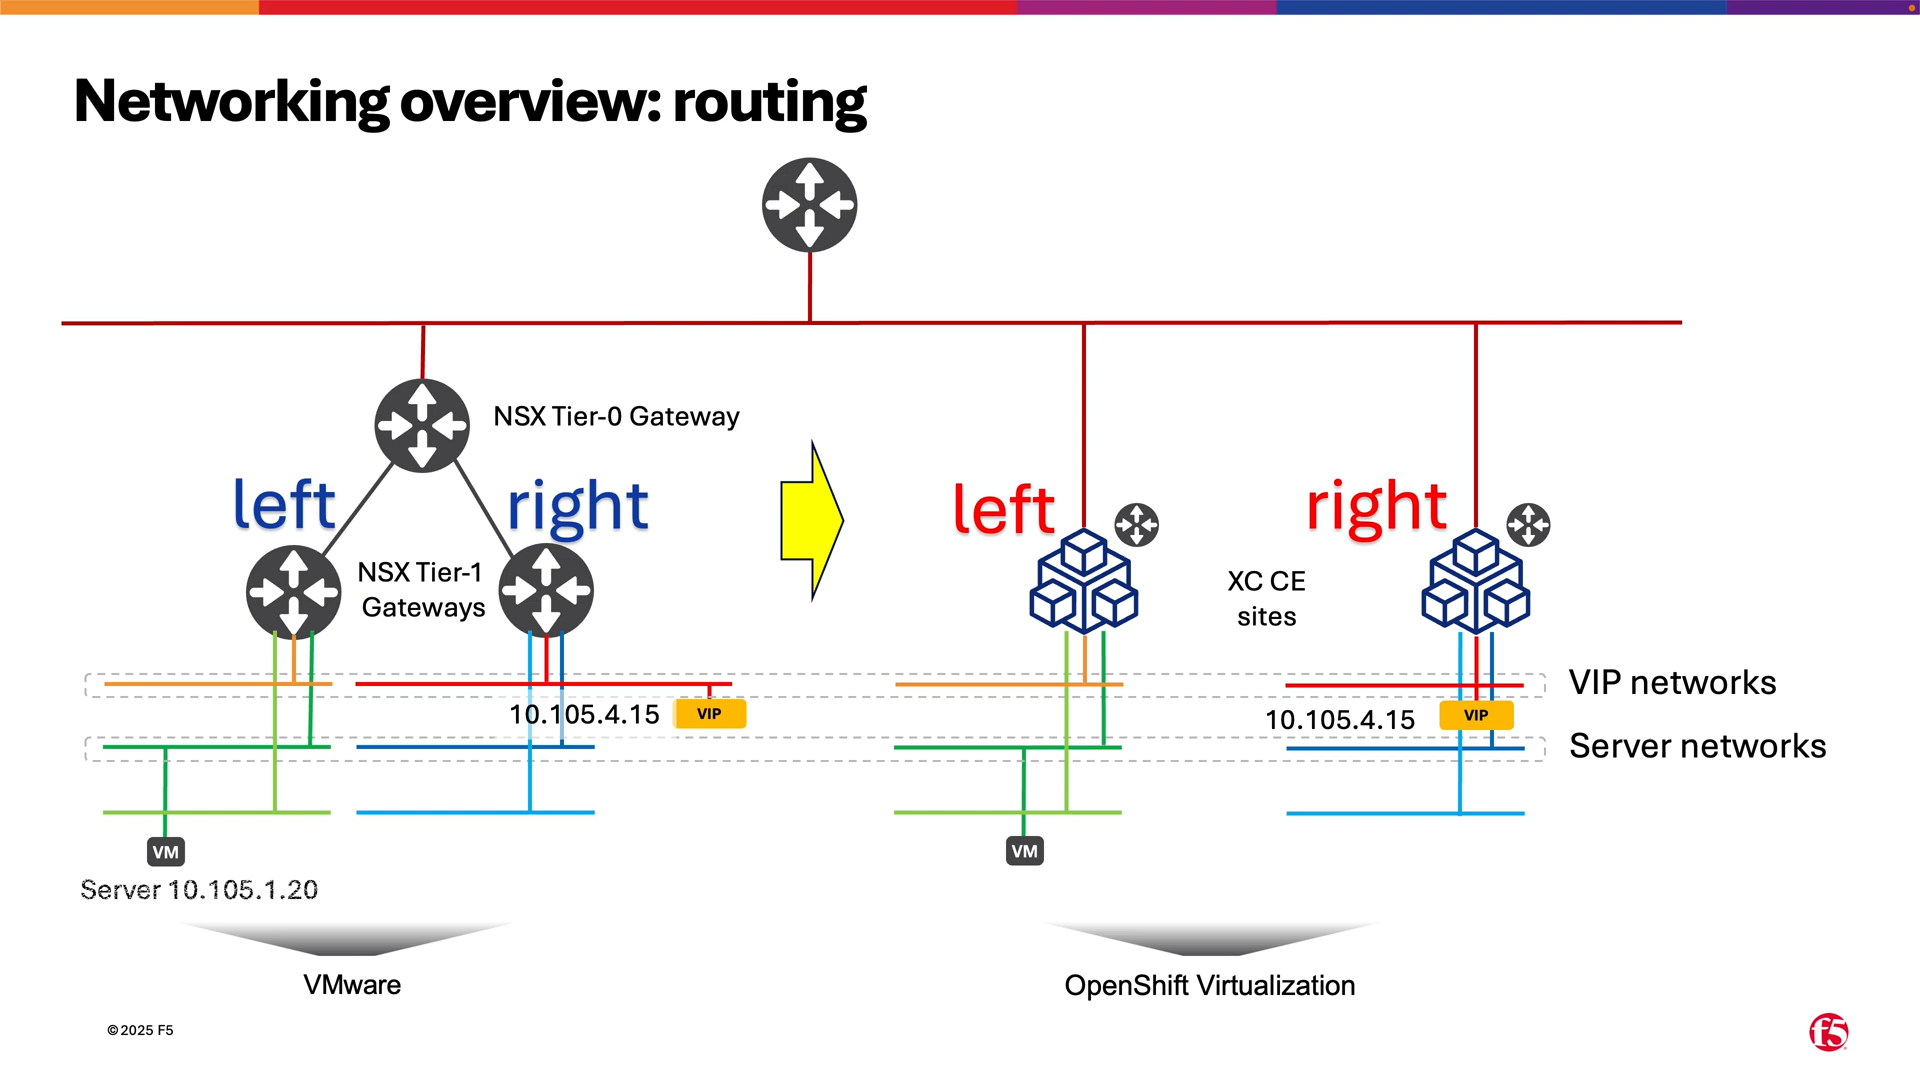 Networking overview: routing
NSX Tier-0 Gateway
left
right
left
right
NSX Tier-1
Gateways
XC CE
sites
VIP networks
10.105.4.15
VIP
10.105.4.15
VIP
Server networks
VM
VM
Server 10.105.1.20
VMware
OpenShift Virtualization
©2025 F5
f5